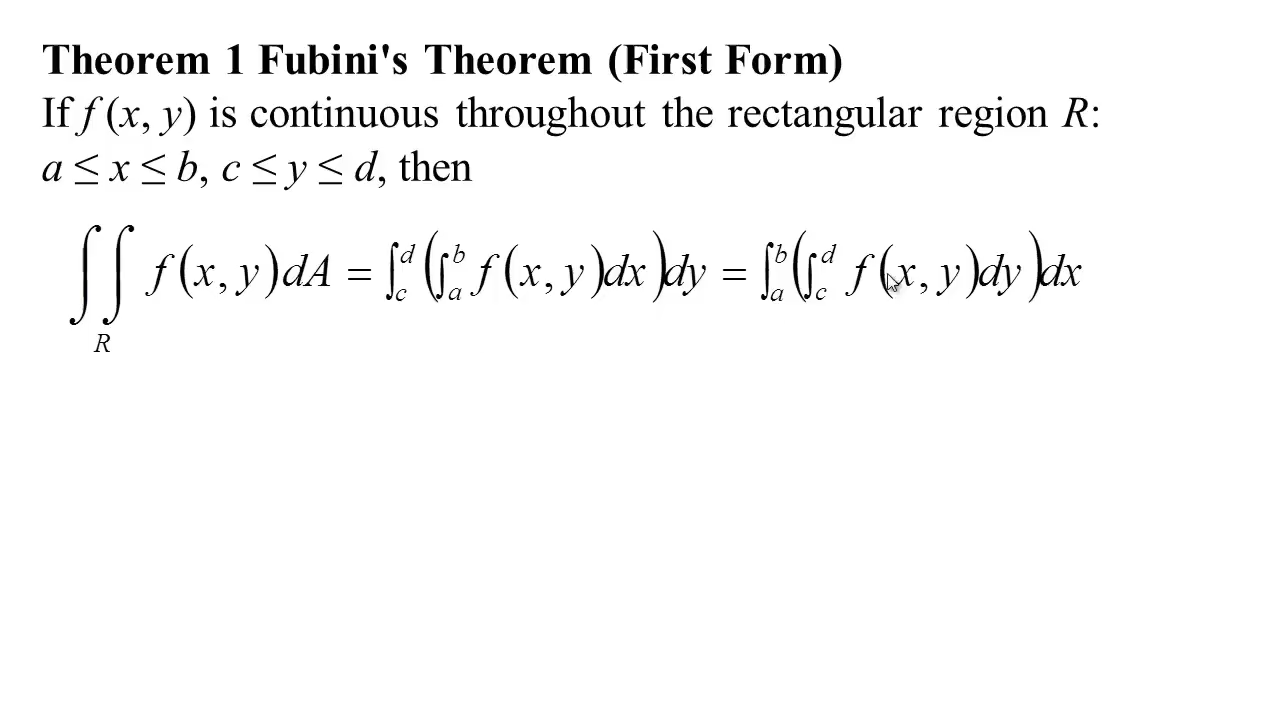 Theorem 1 Fubini's Theorem (First Form)
If f (x, y) is continuous throughout the rectangular region R:
a ≤ x ≤ b, c ≤ y ≤ d, then
∫∫_R f(x, y)dA = ∫_c^d (∫_a^b f(x, y)dx)dy = ∫_a^b (∫_c^d f(x, y)dy)dx